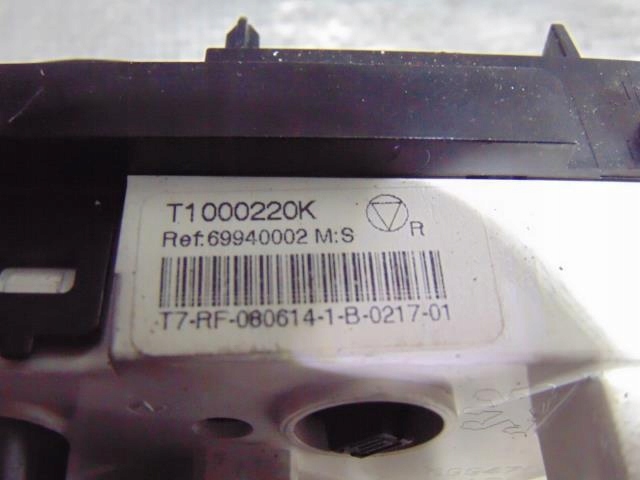 T1000220K
R
Ref:69940002 M:S
T7-RF-080614-1-B-0217-01